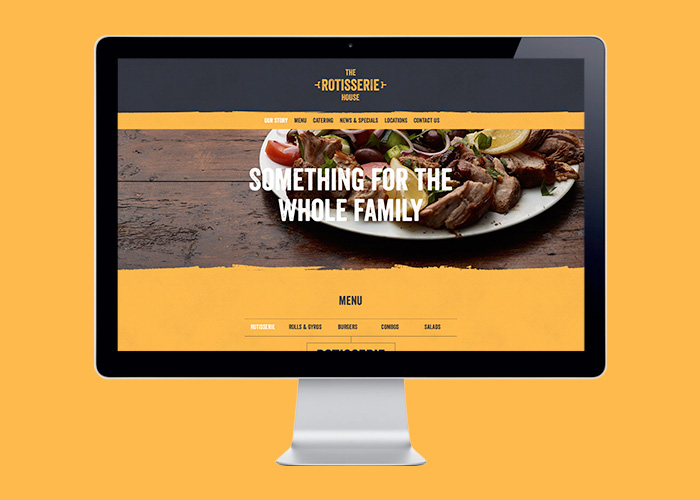 THE
ROTISSERIE
HOUSE
OUR STORY MENU CATERING NEWS & SPECIALS LOCATIONS CONTACT US
SOMETHING FOR THE
WHOLE FAMILY
MENU
ROTISSERIE ROLLS & GYROS BURGERS COMBOS SALADS
ROTISSERIE